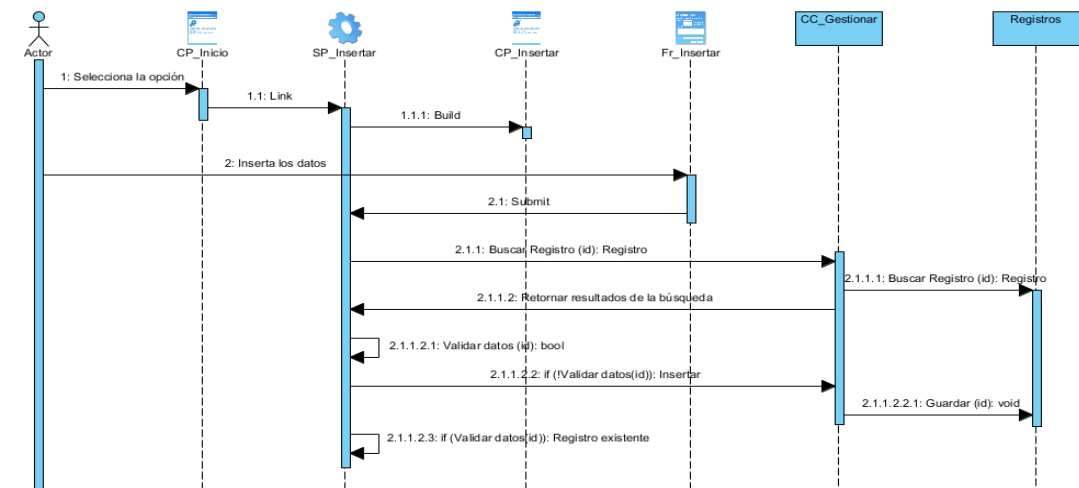 Actor
CP_Inicio
SP_Insertar
CP_Insertar
Fr_Insertar
CC_Gestionar
Registros
1: Selecciona la opción
1.1: Link
1.1.1: Build
2: Inserta los datos
2.1: Submit
2.1.1: Buscar Registro (id): Registro
2.1.1.1: Buscar Registro (id): Registro
2.1.1.2: Retornar resultados de la búsqueda
2.1.1.2.1: Validar datos (id): bool
2.1.1.2.2: if (!Validar datos(id)): Insertar
2.1.1.2.2.1: Guardar (id): void
2.1.1.2.3: if (Validar datos(id)): Registro existente